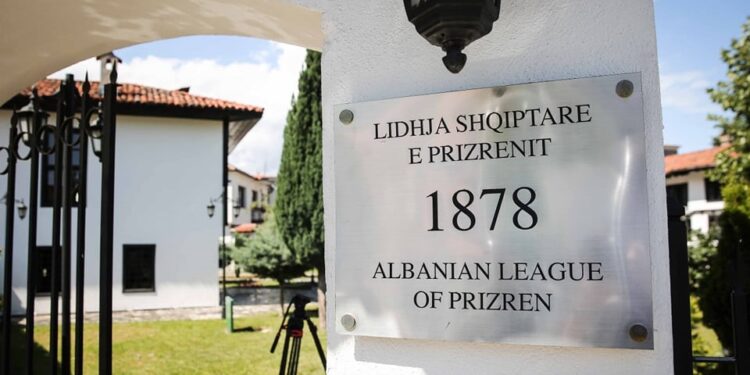 LIDHJA SHQIPTARE
E PRIZRENIT
1878
ALBANIAN LEAGUE
OF PRIZREN